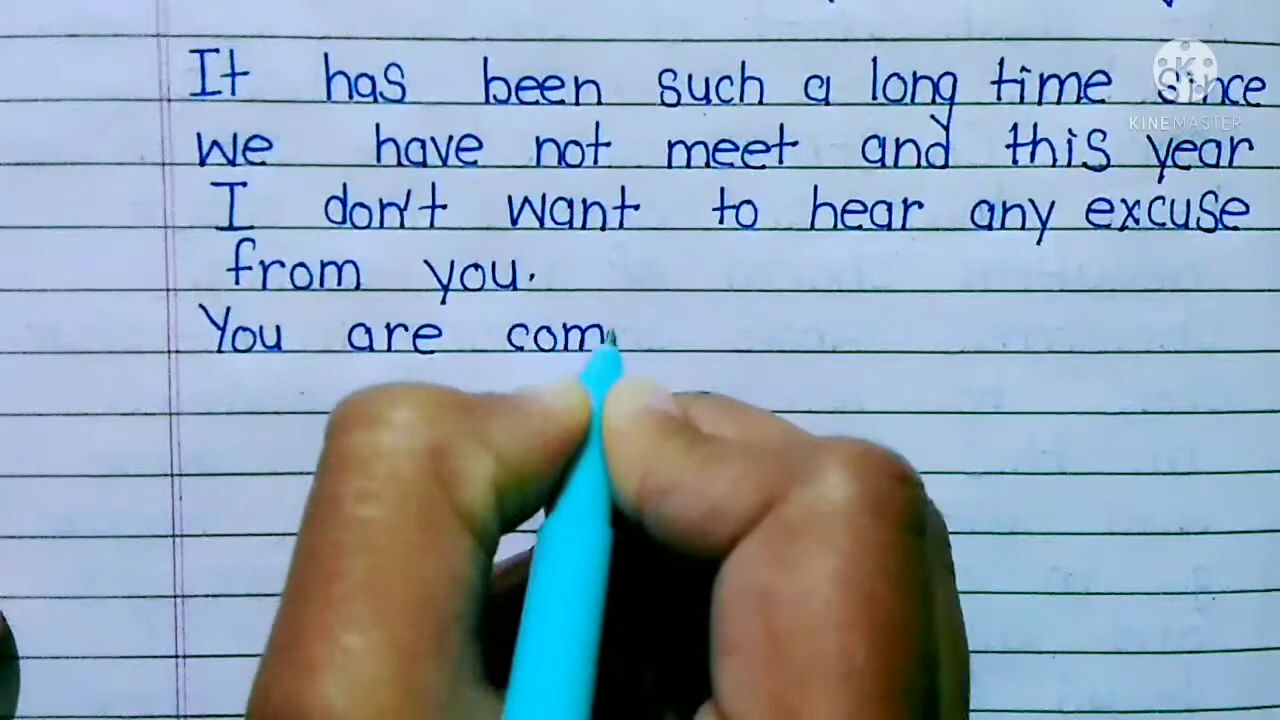 It has been such a long time since
we have not meet and this year
I don't want to hear any excuse
from you.
You are com
KINEMASTER